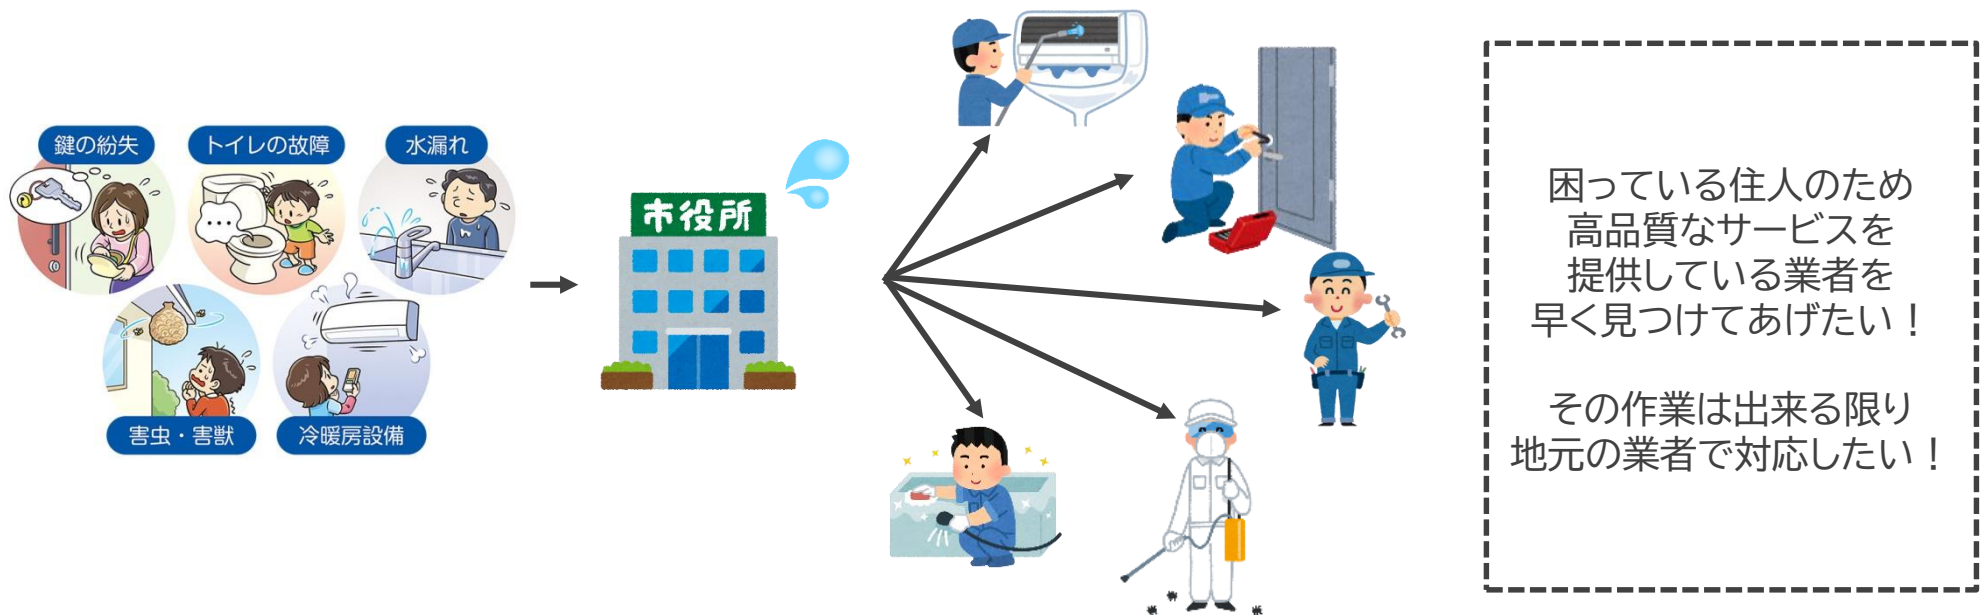 鍵の紛失
トイレの故障
水漏れ
害虫・害獣
冷暖房設備
市役所
困っている住人のため
高品質なサービスを
提供している業者を
早く見つけてあげたい！
その作業は出来る限り
地元の業者で対応したい！